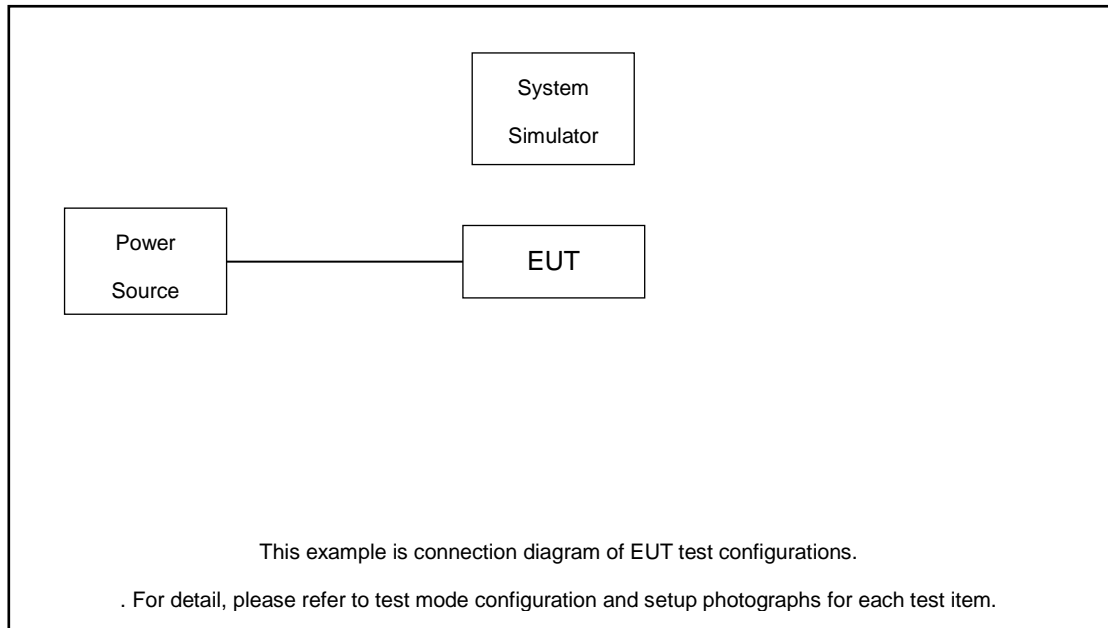 System
Simulator
Power
Source
EUT
This example is connection diagram of EUT test configurations.
. For detail, please refer to test mode configuration and setup photographs for each test item.